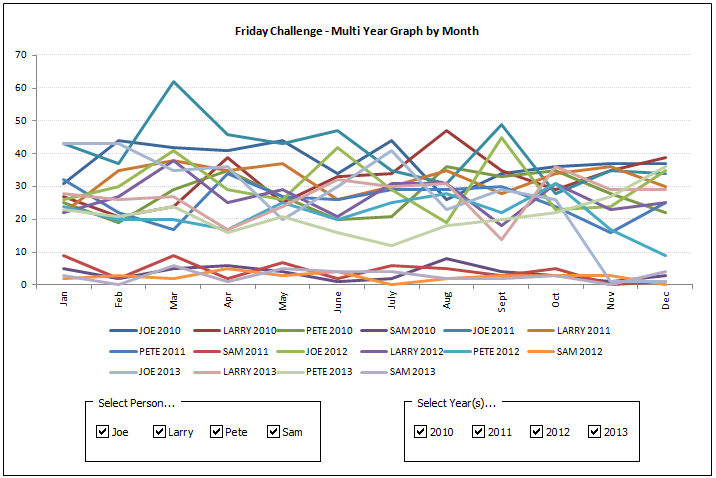 Friday Challenge - Multi Year Graph by Month
70
60
50
40
30
20
10
0
Jan Feb Mar Apr May June July Aug Sept Oct Nov Dec
JOE 2010 LARRY 2010 PETE 2010 SAM 2010 JOE 2011 LARRY 2011
PETE 2011 SAM 2011 JOE 2012 LARRY 2012 PETE 2012 SAM 2012
JOE 2013 LARRY 2013 PETE 2013 SAM 2013
Select Person... Select Year(s)...
Joe Larry Pete Sam 2010 2011 2012 2013